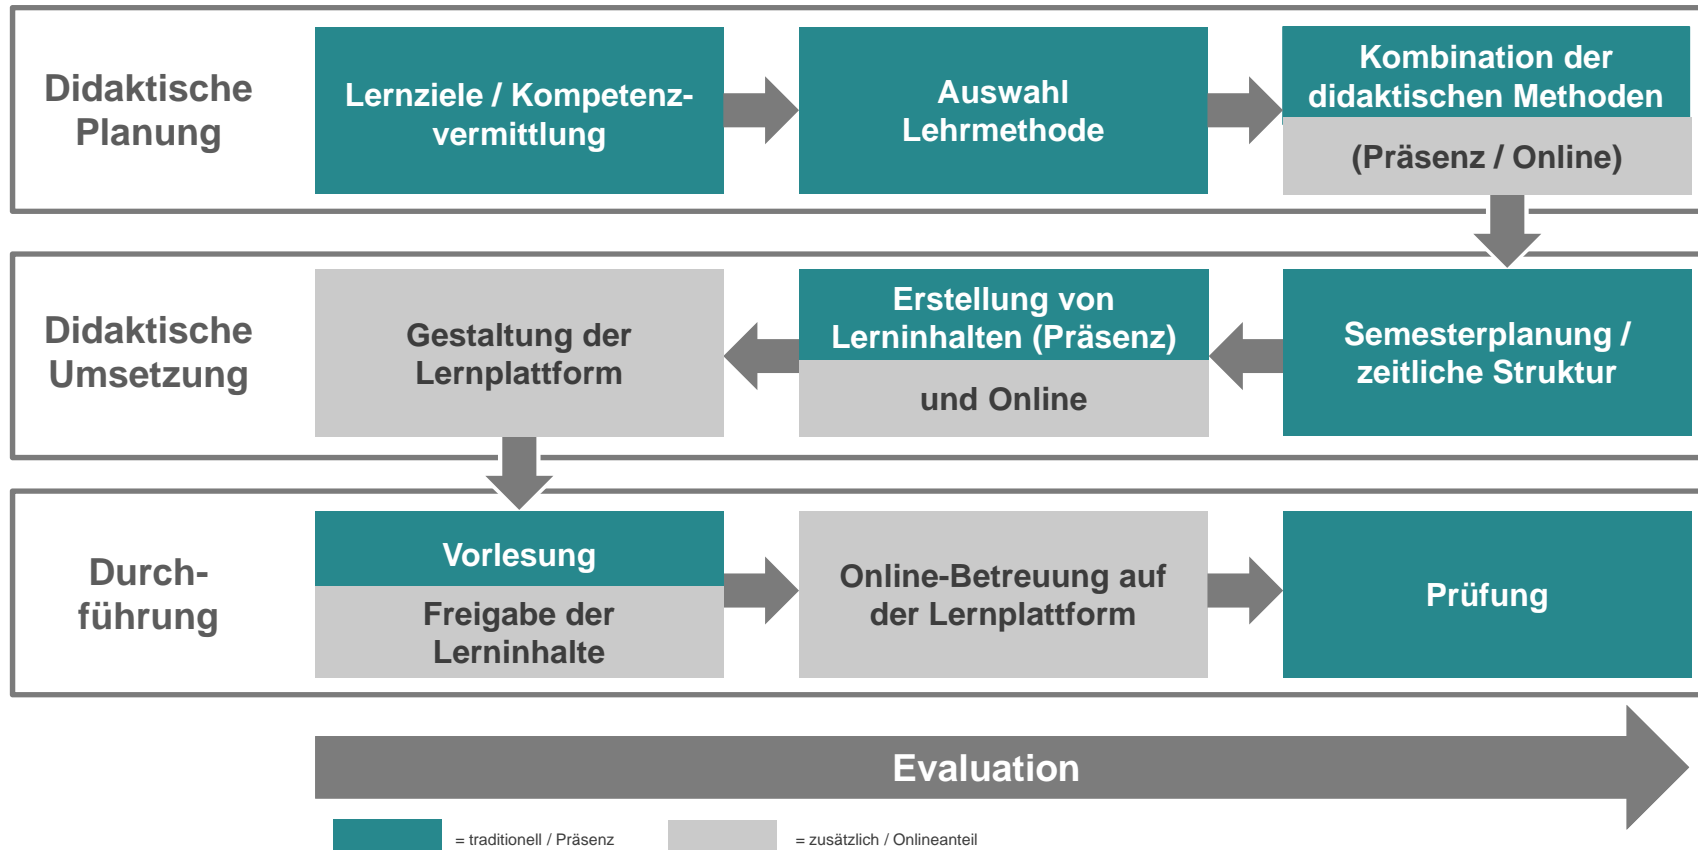 Didaktische
Planung
Lernziele / Kompetenz-
vermittlung
Auswahl
Lehrmethode
Kombination der
didaktischen Methoden
(Präsenz / Online)
Didaktische
Umsetzung
Gestaltung der
Lernplattform
Erstellung von
Lerninhalten (Präsenz)
und Online
Semesterplanung /
zeitliche Struktur
Durch-
führung
Vorlesung
Freigabe der
Lerninhalte
Online-Betreuung auf
der Lernplattform
Prüfung
Evaluation
= traditionell / Präsenz
= zusätzlich / Onlineanteil